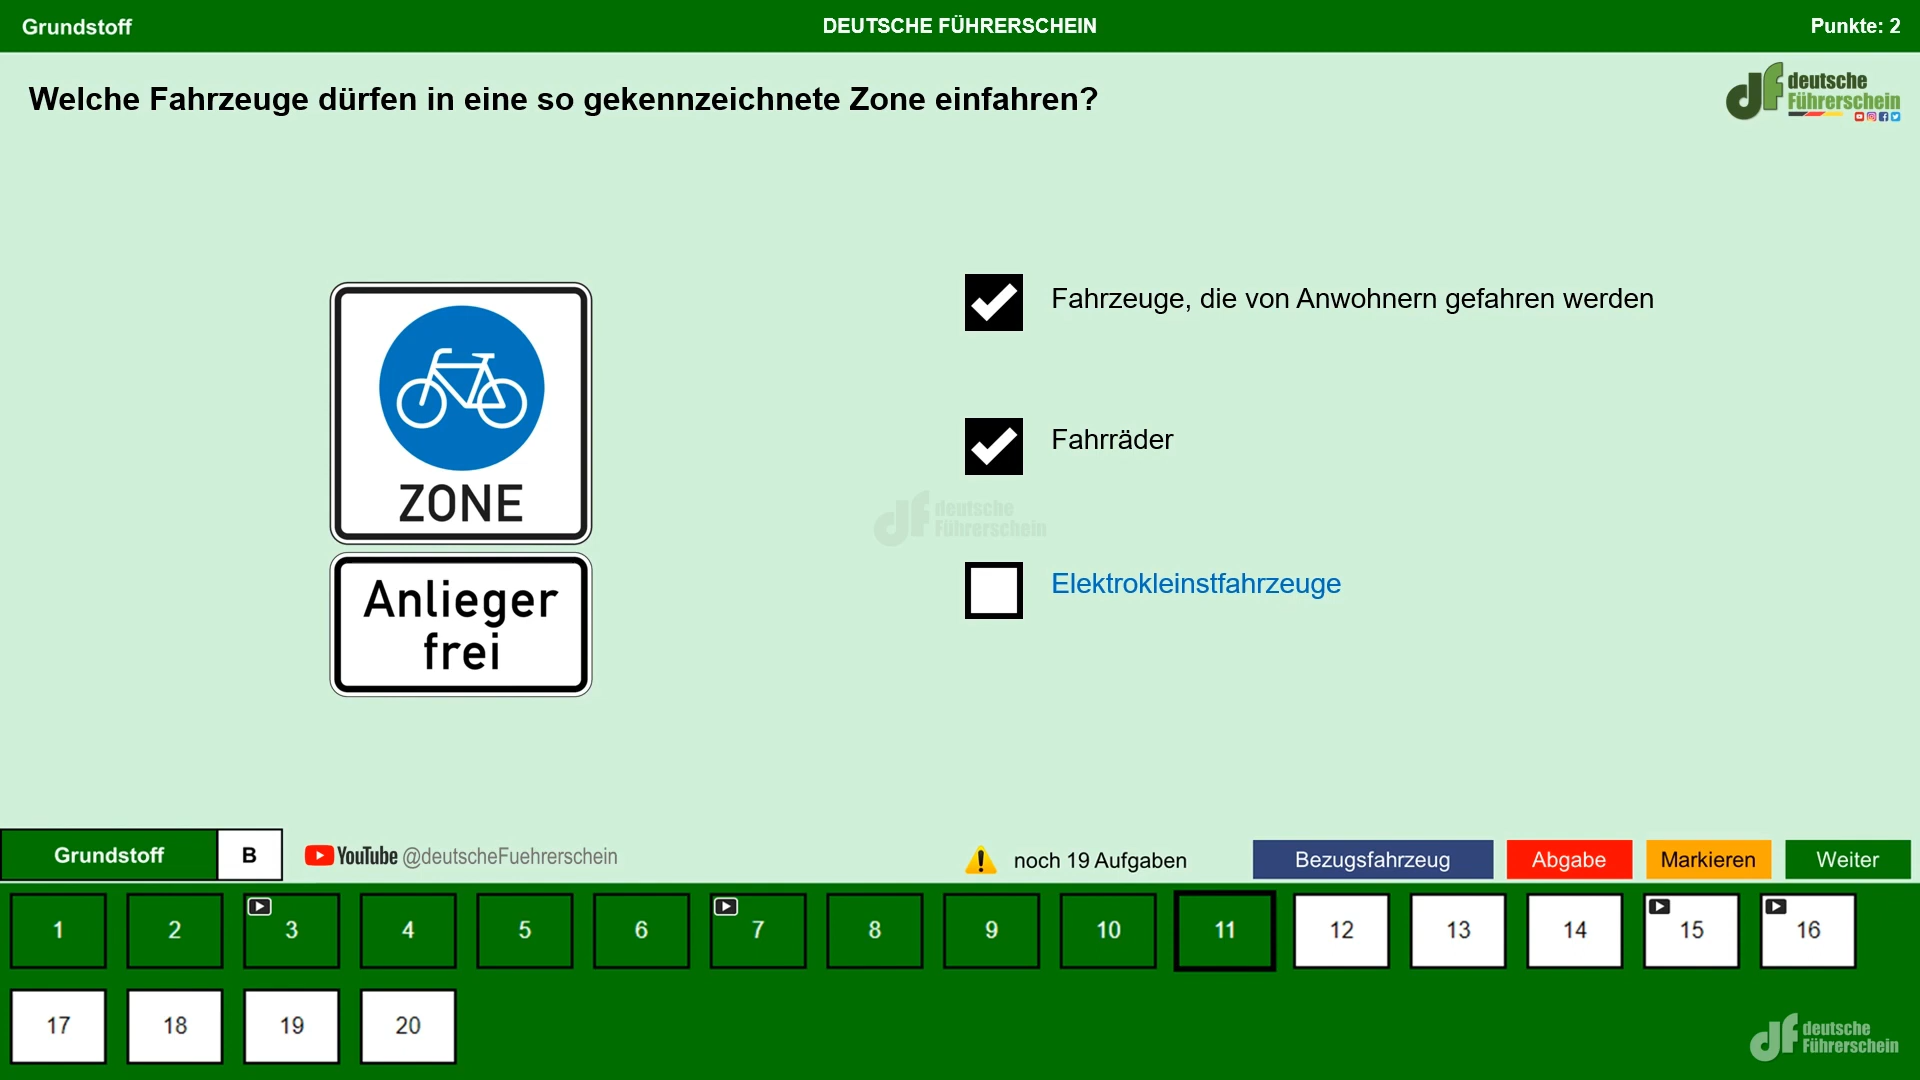 Grundstoff
DEUTSCHE FÜHRERSCHEIN
Punkte: 2
Welche Fahrzeuge dürfen in eine so gekennzeichnete Zone einfahren?
deutsche
Führerschein
ZONE
Anlieger
frei
Fahrzeuge, die von Anwohnern gefahren werden
Fahrräder
deutsche
Führerschein
Elektrokleinstfahrzeuge
Grundstoff
B
YouTube @deutscheFuehrerschein
noch 19 Aufgaben
Bezugsfahrzeug
Abgabe
Markieren
Weiter
1 2 3 4 5 6 7 8 9 10 11 12 13 14 15 16
17 18 19 20
deutsche
Führerschein